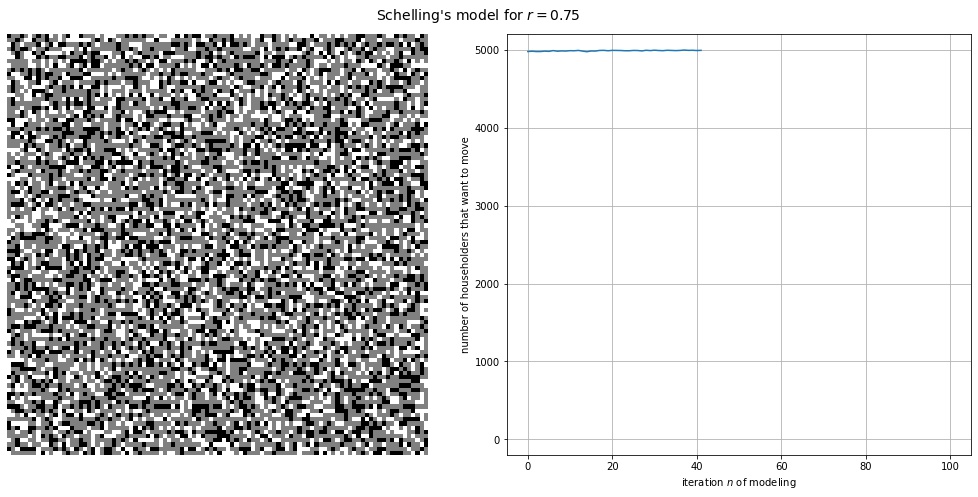 Schelling's model for r = 0.75
number of householders that want to move
5000
4000
3000
2000
1000
0
0 20 40 60 80 100
iteration n of modeling